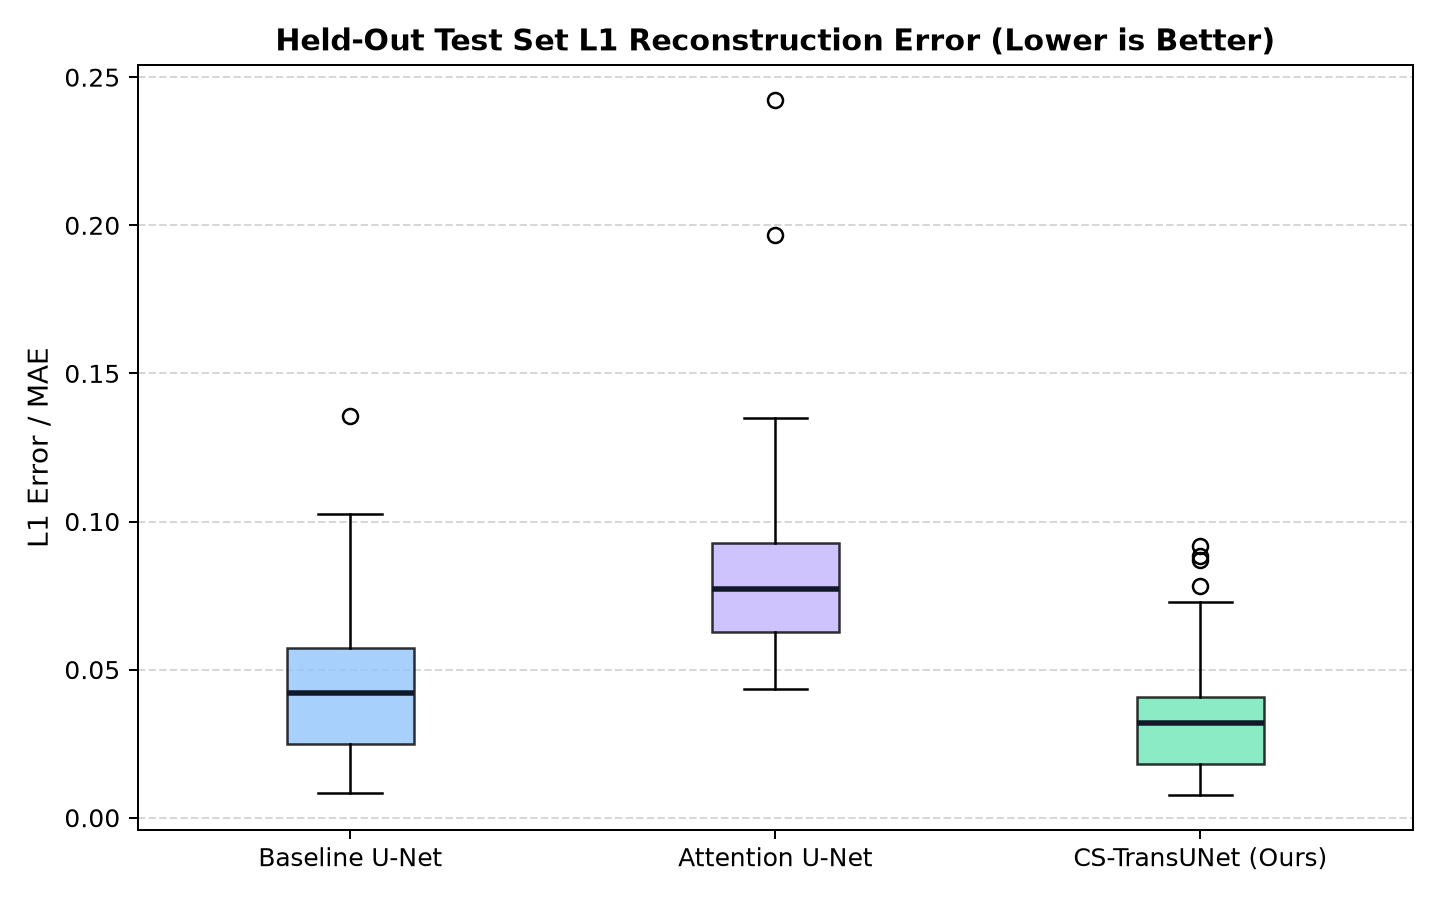 Held-Out Test Set L1 Reconstruction Error (Lower is Better)
L1 Error / MAE
0.25
0.20
0.15
0.10
0.05
0.00
Baseline U-Net
Attention U-Net
CS-TransUNet (Ours)